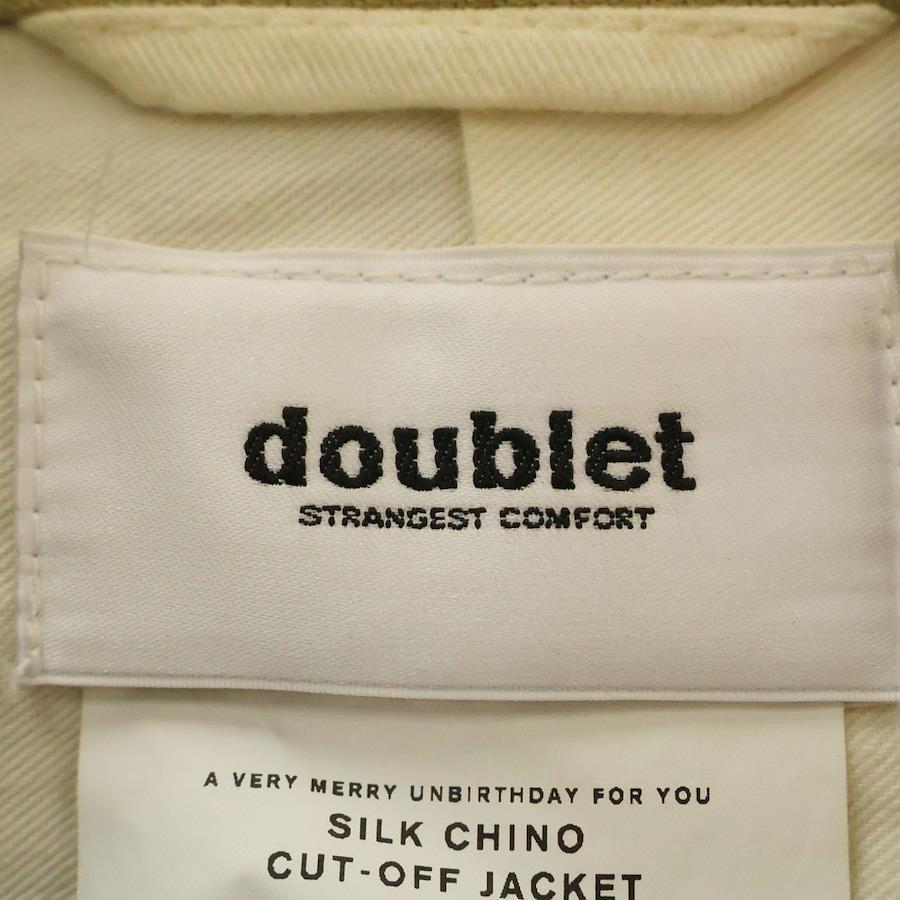 doublet
STRANGEST COMFORT
A VERY MERRY UNBIRTHDAY FOR YOU
SILK CHINO
CUT-OFF JACKET